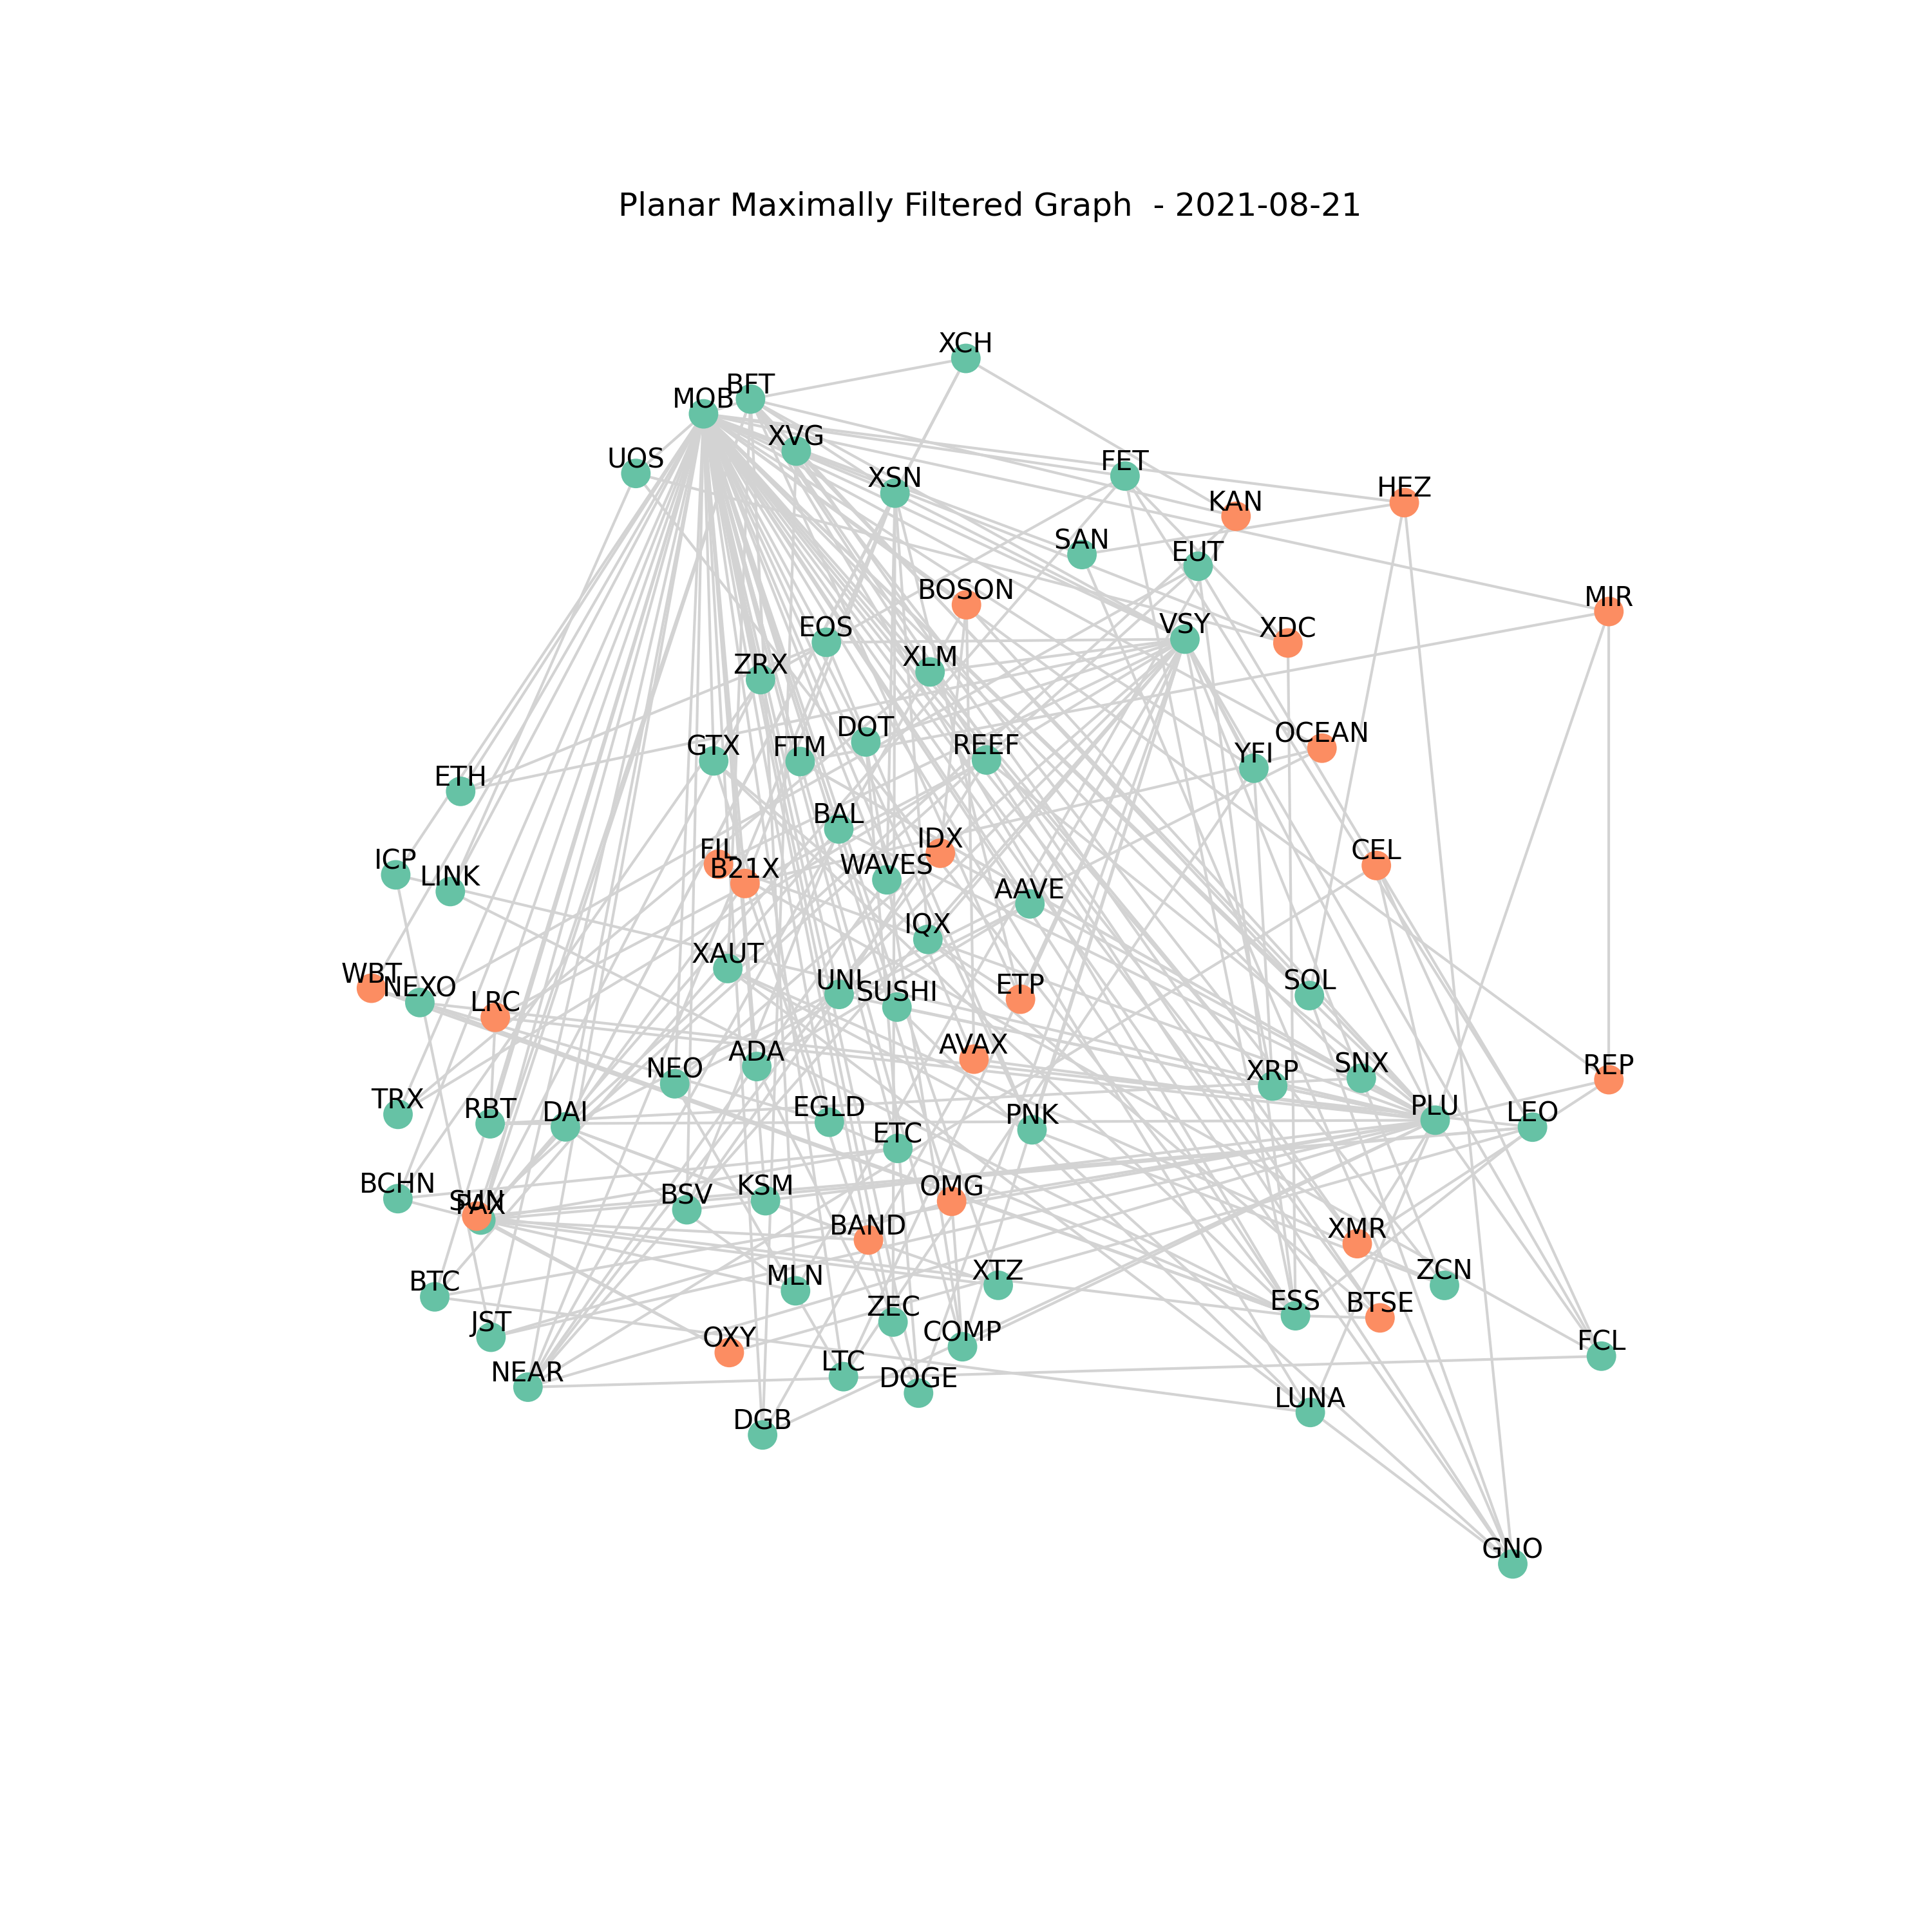 Planar Maximally Filtered Graph  - 2021-08-21
XCH
BFT
MOB
XVG
UOS
FET
XSN
HEZ
KAN
SAN
EUT
BOSON
MIR
EOS
VSY
XDC
XLM
ZRX
DOT
OCEAN
GTX
FTM
REEF
YFI
ETH
BAL
IDX
FIL
CEL
ICP
WAVES
B21X
LINK
AAVE
IQX
XAUT
WBT
UNI
ETP
SOL
NEXO
SUSHI
LRC
AVAX
ADA
SNX
REP
NEO
XRP
TRX
RBT
EGLD
PLU
DAI
PNK
LEO
ETC
BCHN
KSM
OMG
BSV
SUN
PAX
BAND
XMR
BTC
MLN
XTZ
ZCN
ESS
BTSE
ZEC
JST
COMP
OXY
FCL
LTC
NEAR
DOGE
LUNA
DGB
GNO